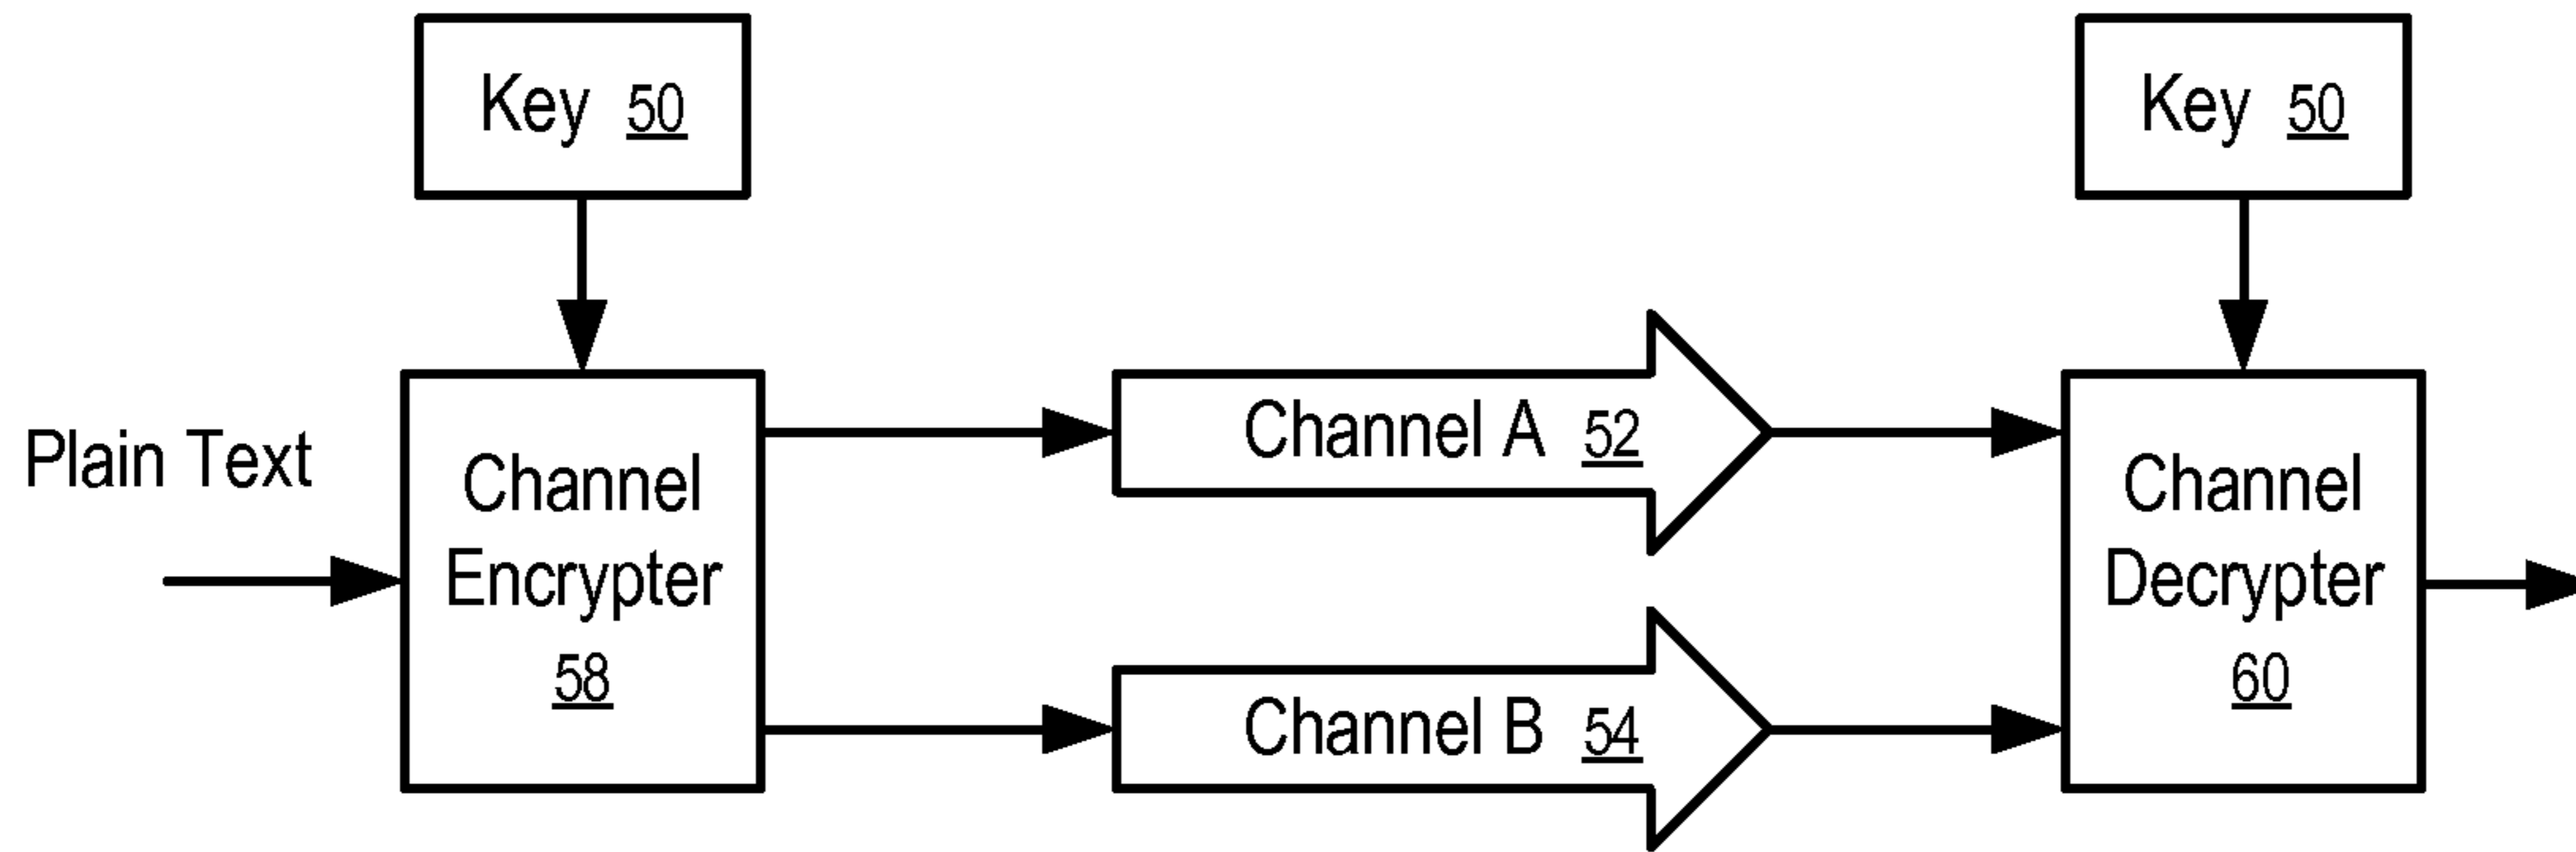 Key 50
Key 50
Plain Text
Channel
Encrypter
58
Channel A 52
Channel B 54
Channel
Decrypter
60